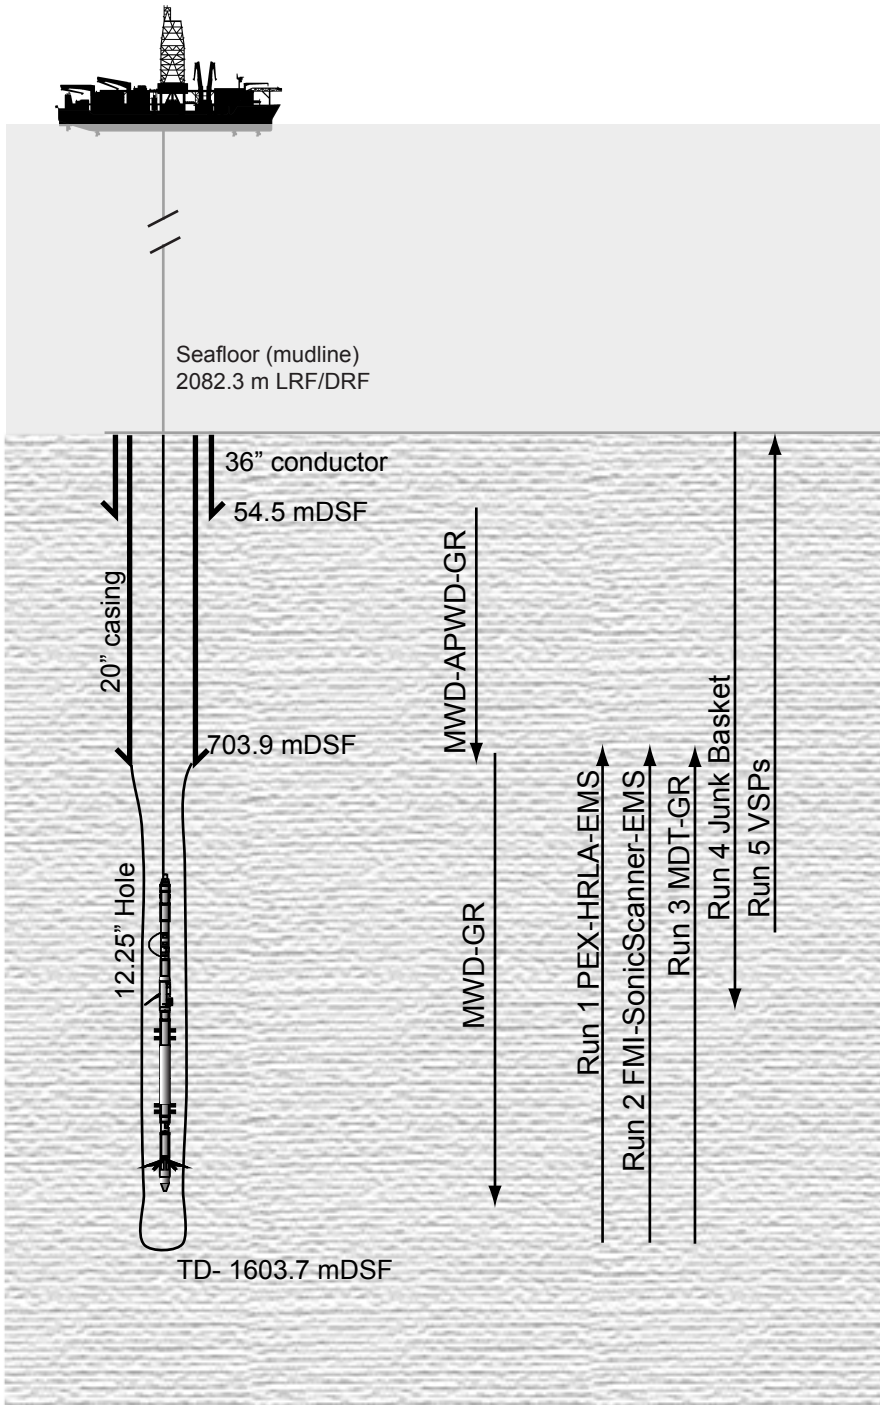 Seafloor (mudline)
2082.3 m LRF/DRF
36” conductor
54.5 mDSF
20” casing
703.9 mDSF
12.25” Hole
TD- 1603.7 mDSF
MWD-APWD-GR
MWD-GR
Run 1 PEX-HRLA-EMS
Run 2 FMI-SonicScanner-EMS
Run 3 MDT-GR
Run 4 Junk Basket
Run 5 VSPs